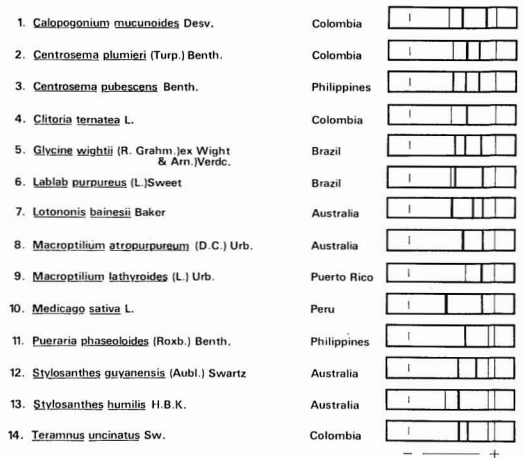 1. Calopogonium mucunoides Desv. Colombia
2. Centrosema plumieri (Turp.) Benth. Colombia
3. Centrosema pubescens Benth. Philippines
4. Clitoria ternatea L. Colombia
5. Glycine wightii (R. Grahm.)ex Wight Brazil
& Arn.)Verdc.
6. Lablab purpureus (L.)Sweet Brazil
7. Lotononis bainesii Baker Australia
8. Macroptilium atropurpureum (D.C.) Urb. Australia
9. Macroptilium lathyroides (L.) Urb. Puerto Rico
10. Medicago sativa L. Peru
11. Pueraria phaseoloides (Roxb.) Benth. Philippines
12. Stylosanthes guyanensis (Aubl.) Swartz Australia
13. Stylosanthes humilis H.B.K. Australia
14. Teramnus uncinatus Sw. Colombia
− +